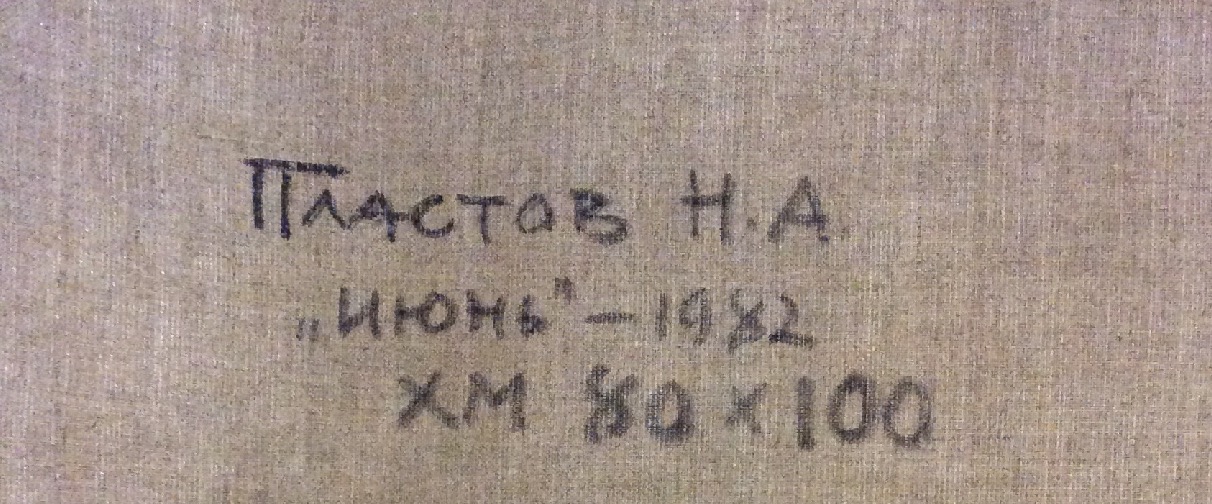 Пластов Н.А.
„Июнь" – 1982
ХМ 80 x 100